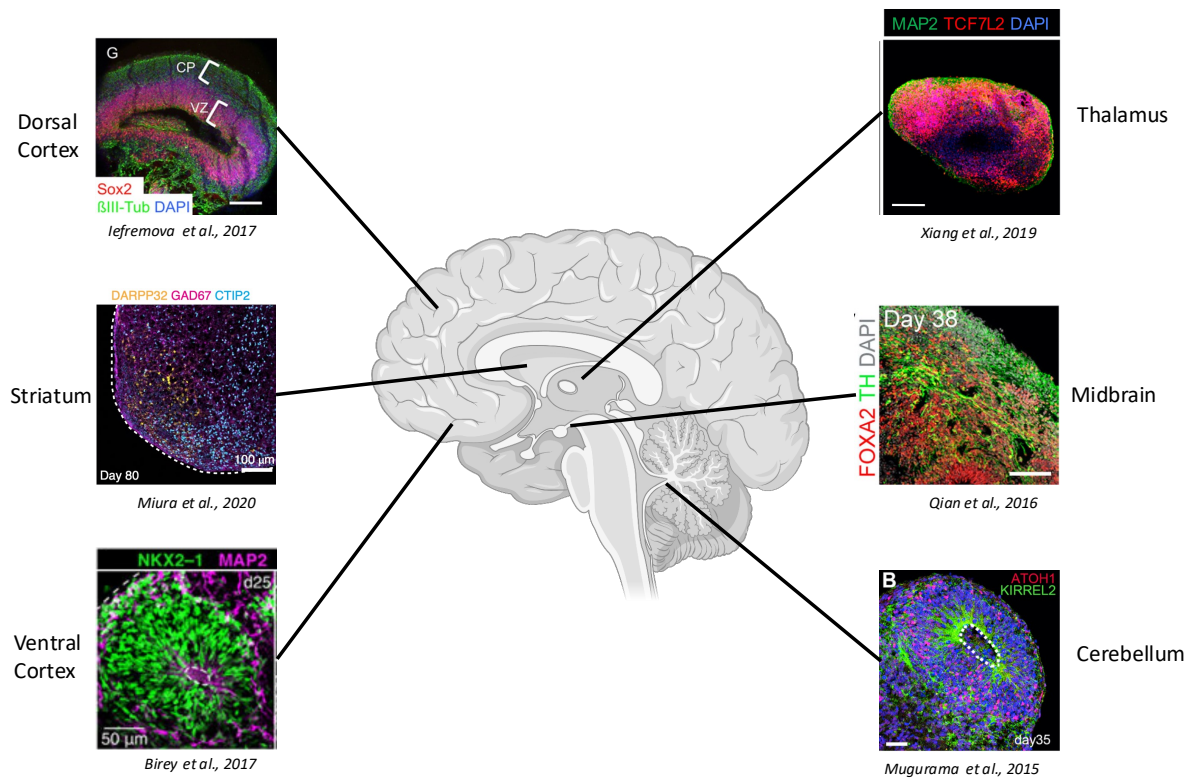 G
CP
VZ
Sox2
ßIII-Tub DAPI
Dorsal
Cortex
Iefremova et al., 2017
DARPP32 GAD67 CTIP2
Striatum
100 µm
Day 80
Miura et al., 2020
NKX2–1 MAP2
d25
50 µm
Ventral
Cortex
Birey et al., 2017
MAP2 TCF7L2 DAPI
Thalamus
Xiang et al., 2019
Day 38
FOXA2 TH DAPI
Midbrain
Qian et al., 2016
B
ATOH1
KIRREL2
day35
Cerebellum
Mugurama et al., 2015